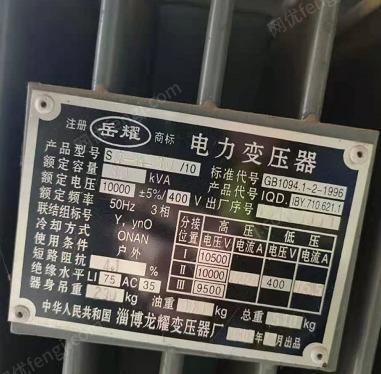 注册 岳耀 商标 电力变压器
产品型号 S /10 标准代号 GB1094.1~2-1996
额定容量 kVA 产品代号 IQD. BY.710.621.1
额定电压 10000 ±5%/ 400 V 出厂序号
额定频率 50Hz 3相
联结组标号 Y, yn0
冷却方式 ONAN
使用条件 户外
短路阻抗 %
绝缘水平 LI 75 AC 35
器身吊重 kg 油重 kg 总重 kg
分接位置 高压 低压
电压V 电流A 电压V 电流A
I 10500
II 10000 400
III 9500
中华人民共和国 淄博龙耀变压器厂 年 月出品